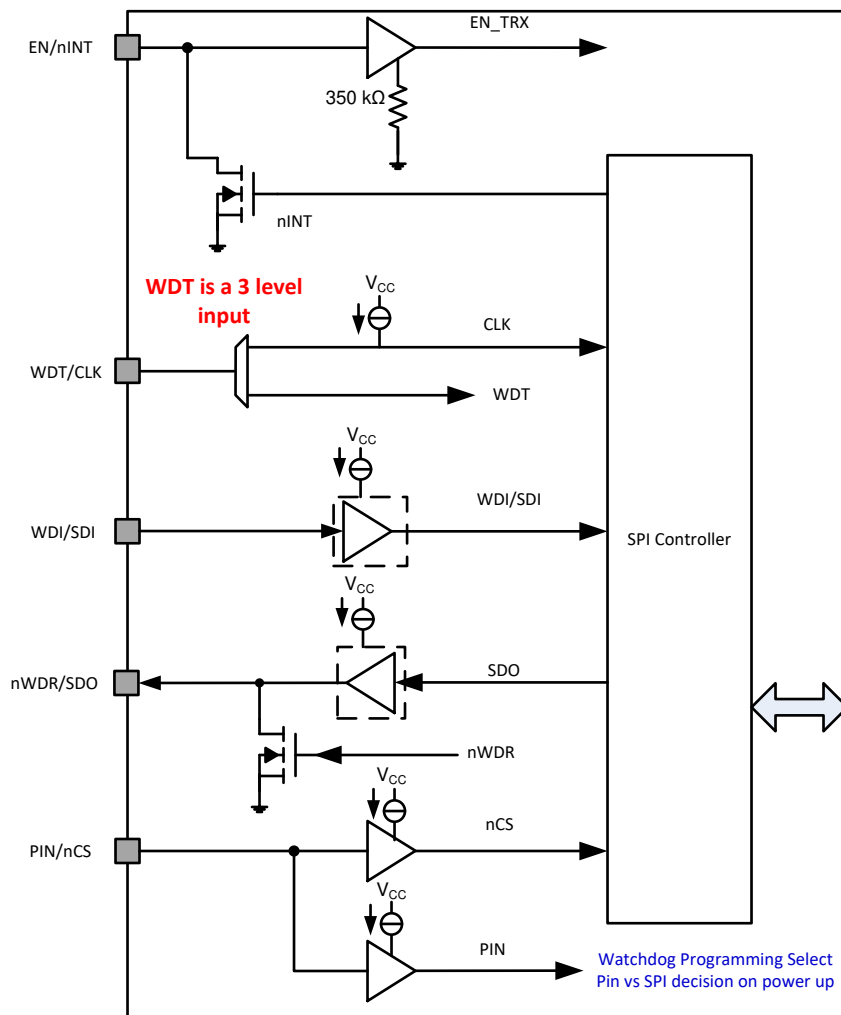 EN/nINT
EN_TRX
350 kΩ
nINT
WDT is a 3 level
input
VCC
CLK
WDT/CLK
WDT
VCC
WDI/SDI
WDI/SDI
SPI Controller
VCC
nWDR/SDO
SDO
nWDR
VCC
PIN/nCS
nCS
VCC
PIN
Watchdog Programming Select
Pin vs SPI decision on power up